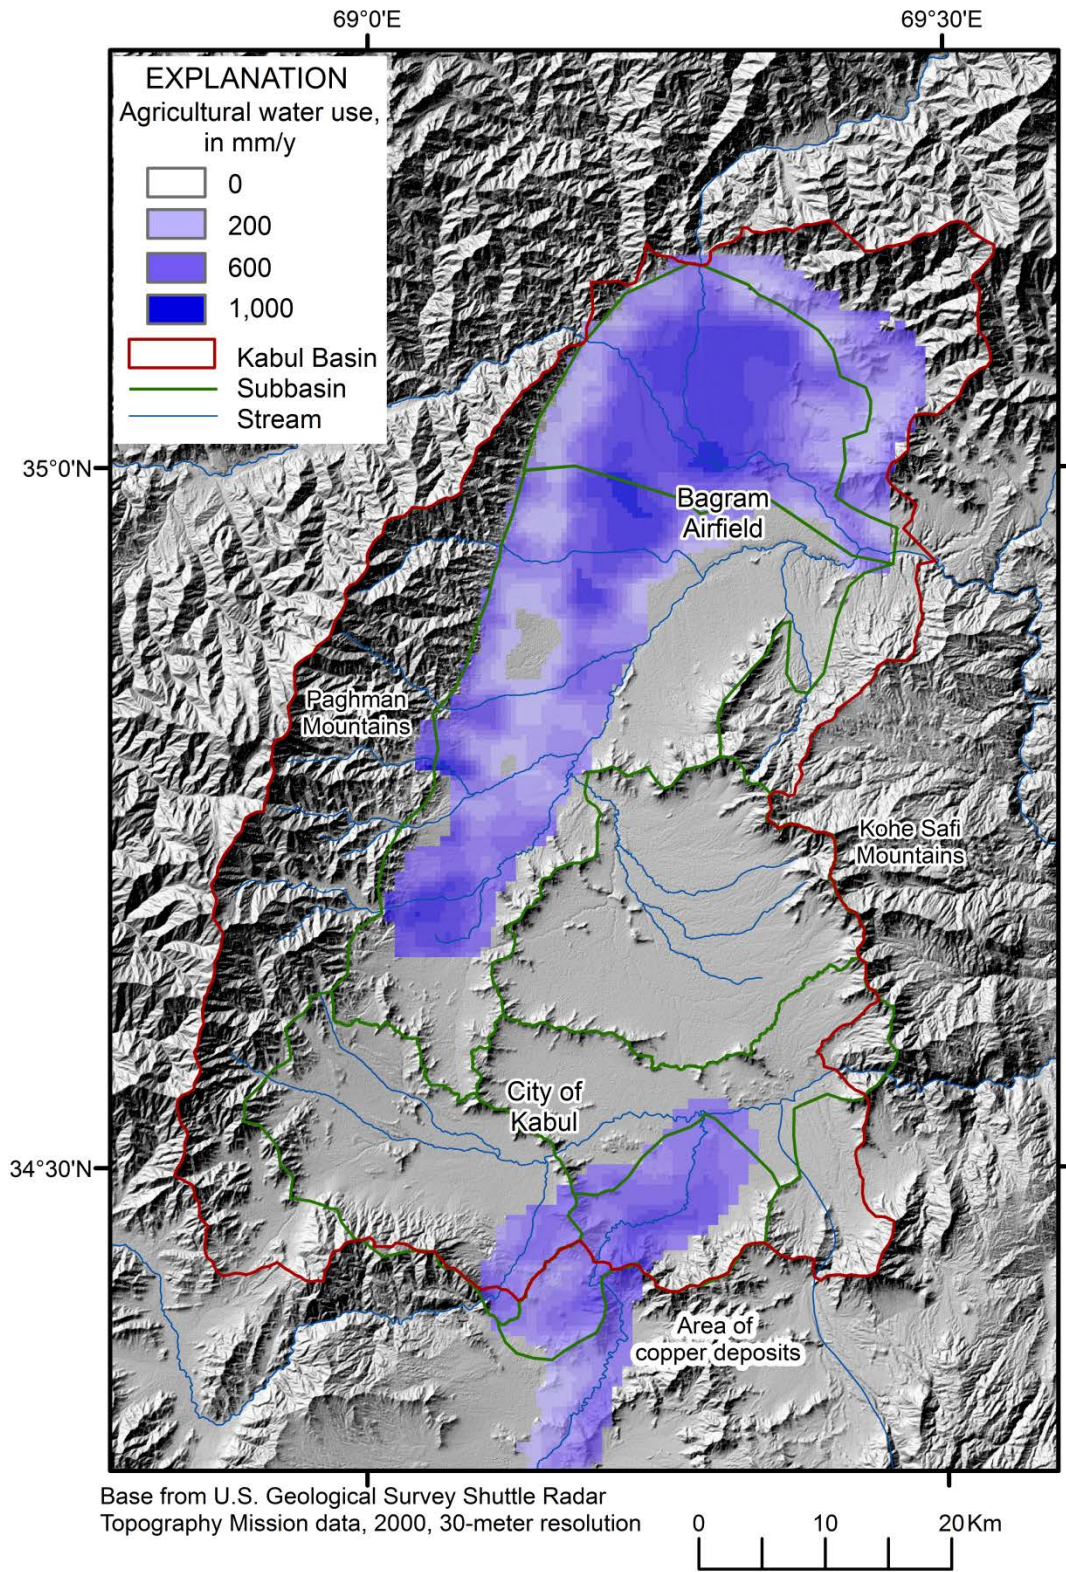 69°0'E
69°30'E
EXPLANATION
Agricultural water use,
in mm/y
0
200
600
1,000
Kabul Basin
Subbasin
Stream
35°0'N
Bagram
Airfield
Paghman
Mountains
Kohe Safi
Mountains
City of
Kabul
34°30'N
Area of
copper deposits
Base from U.S. Geological Survey Shuttle Radar
Topography Mission data, 2000, 30-meter resolution
0 10 20 Km